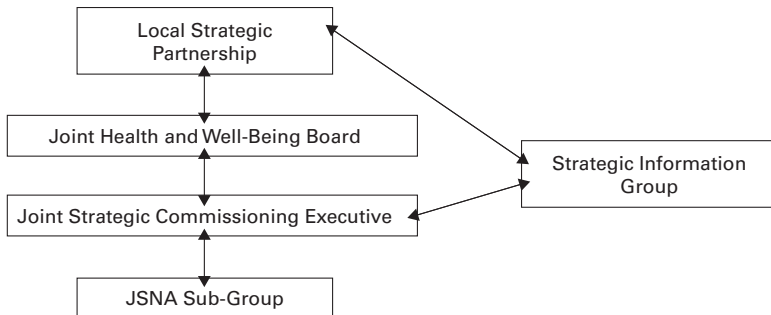 Local Strategic
Partnership
Joint Health and Well-Being Board
Strategic Information
Group
Joint Strategic Commissioning Executive
JSNA Sub-Group